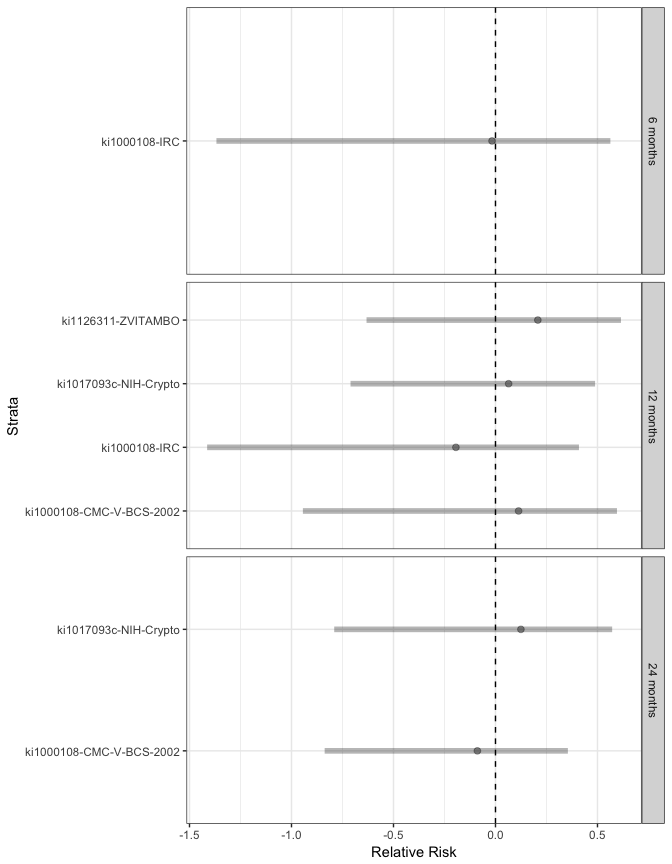 6 months
ki1000108-IRC
12 months
ki1126311-ZVITAMBO
ki1017093c-NIH-Crypto
ki1000108-IRC
ki1000108-CMC-V-BCS-2002
24 months
ki1017093c-NIH-Crypto
ki1000108-CMC-V-BCS-2002
Strata
-1.5 -1.0 -0.5 0.0 0.5
Relative Risk